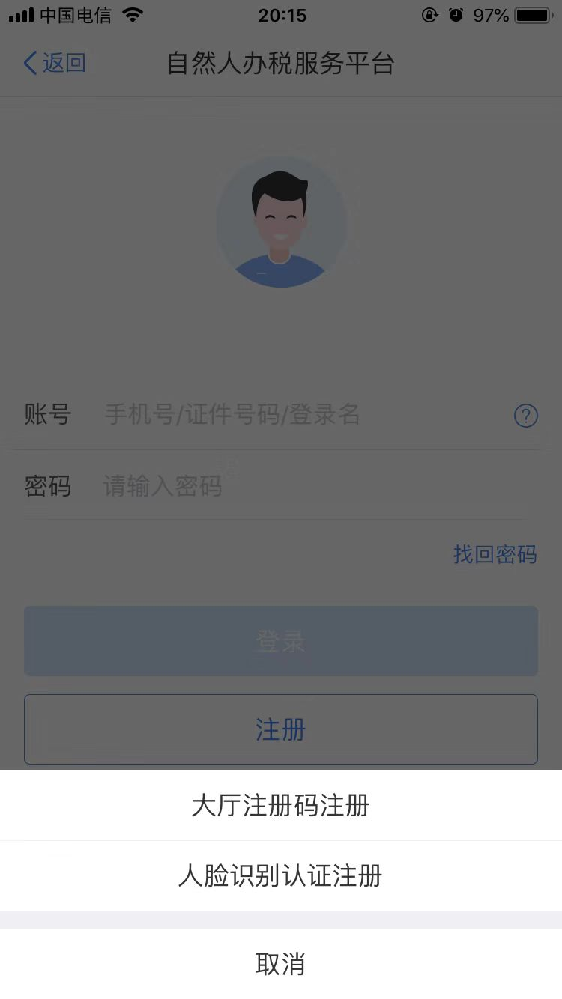 中国电信 20:15 97%
返回 自然人办税服务平台
账号 手机号/证件号码/登录名 ?
密码 请输入密码
找回密码
登录
注册
大厅注册码注册
人脸识别认证注册
取消